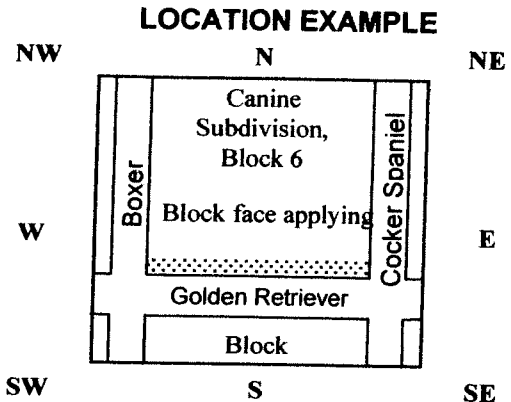 LOCATION EXAMPLE
NW N NE
Canine
Subdivision,
Block 6
Boxer
Cocker Spaniel
W Block face applying E
Golden Retriever
Block
SW S SE